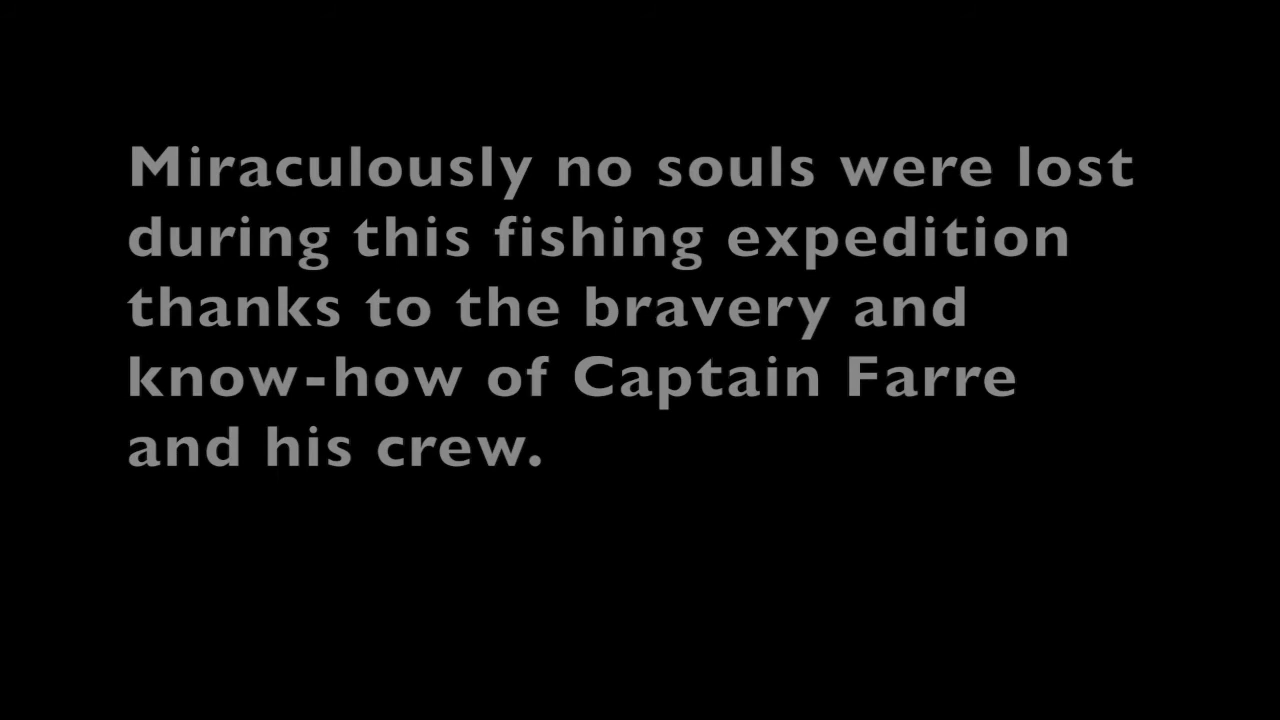 Miraculously no souls were lost
during this fishing expedition
thanks to the bravery and
know-how of Captain Farre
and his crew.